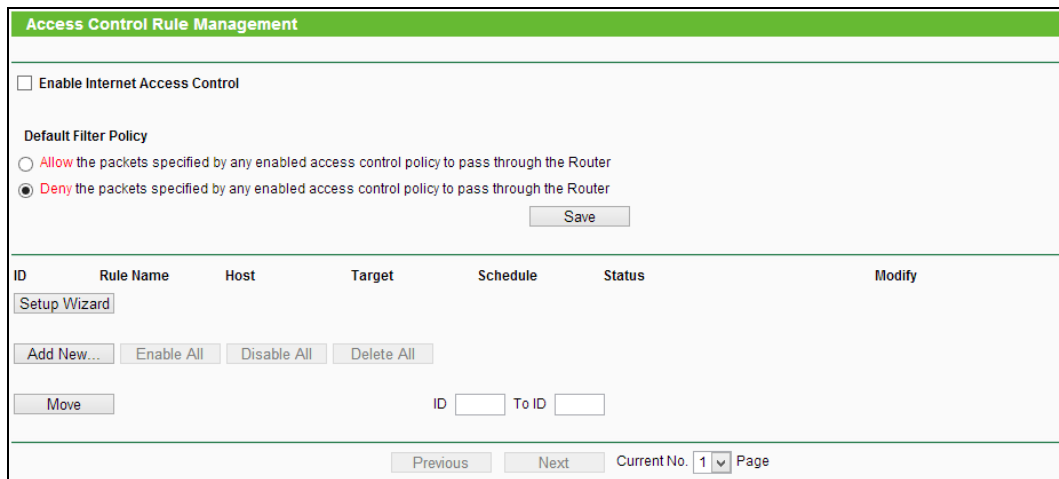 Access Control Rule Management
Enable Internet Access Control
Default Filter Policy
Allow the packets specified by any enabled access control policy to pass through the Router
Deny the packets specified by any enabled access control policy to pass through the Router
Save
ID Rule Name Host Target Schedule Status Modify
Setup Wizard
Add New... Enable All Disable All Delete All
Move ID To ID
Previous Next Current No. 1 Page